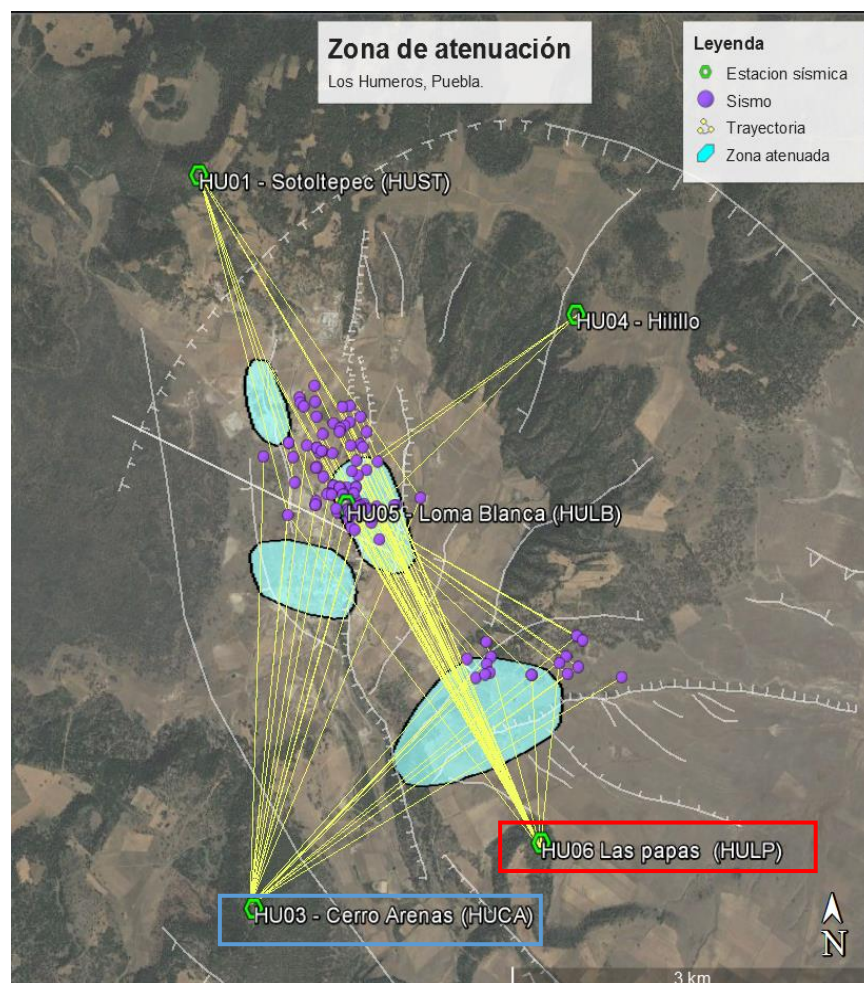 Zona de atenuación
Los Humeros, Puebla.
Leyenda
Estacion sísmica
Sismo
Trayectoria
Zona atenuada
HU01 - Sotoltepec (HUST)
HU04 - Hilillo
HU05 - Loma Blanca (HULB)
HU06 Las papas (HULP)
HU03 - Cerro Arenas (HUCA)
N
3 km